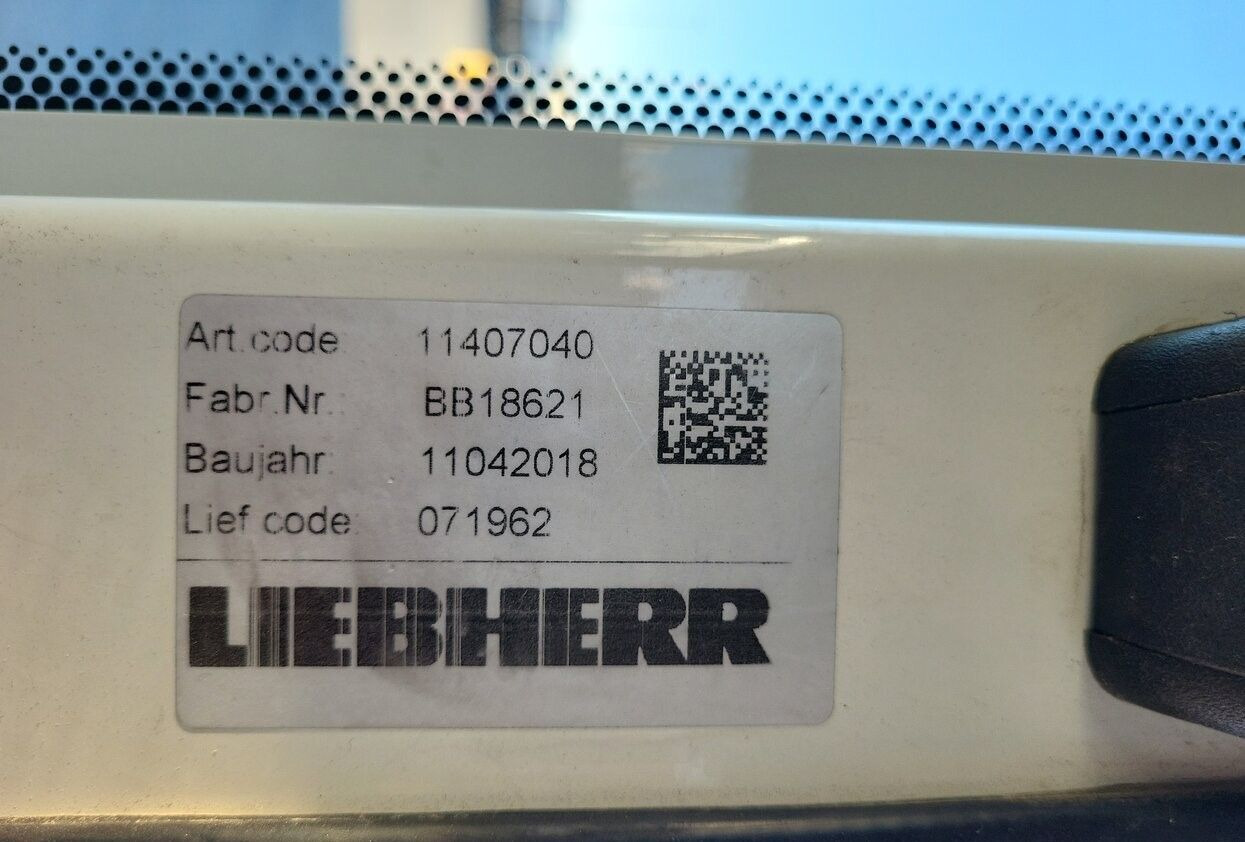 Art.code: 11407040
Fabr.Nr.: BB18621
Baujahr: 11042018
Lief.code: 071962
LIEBHERR